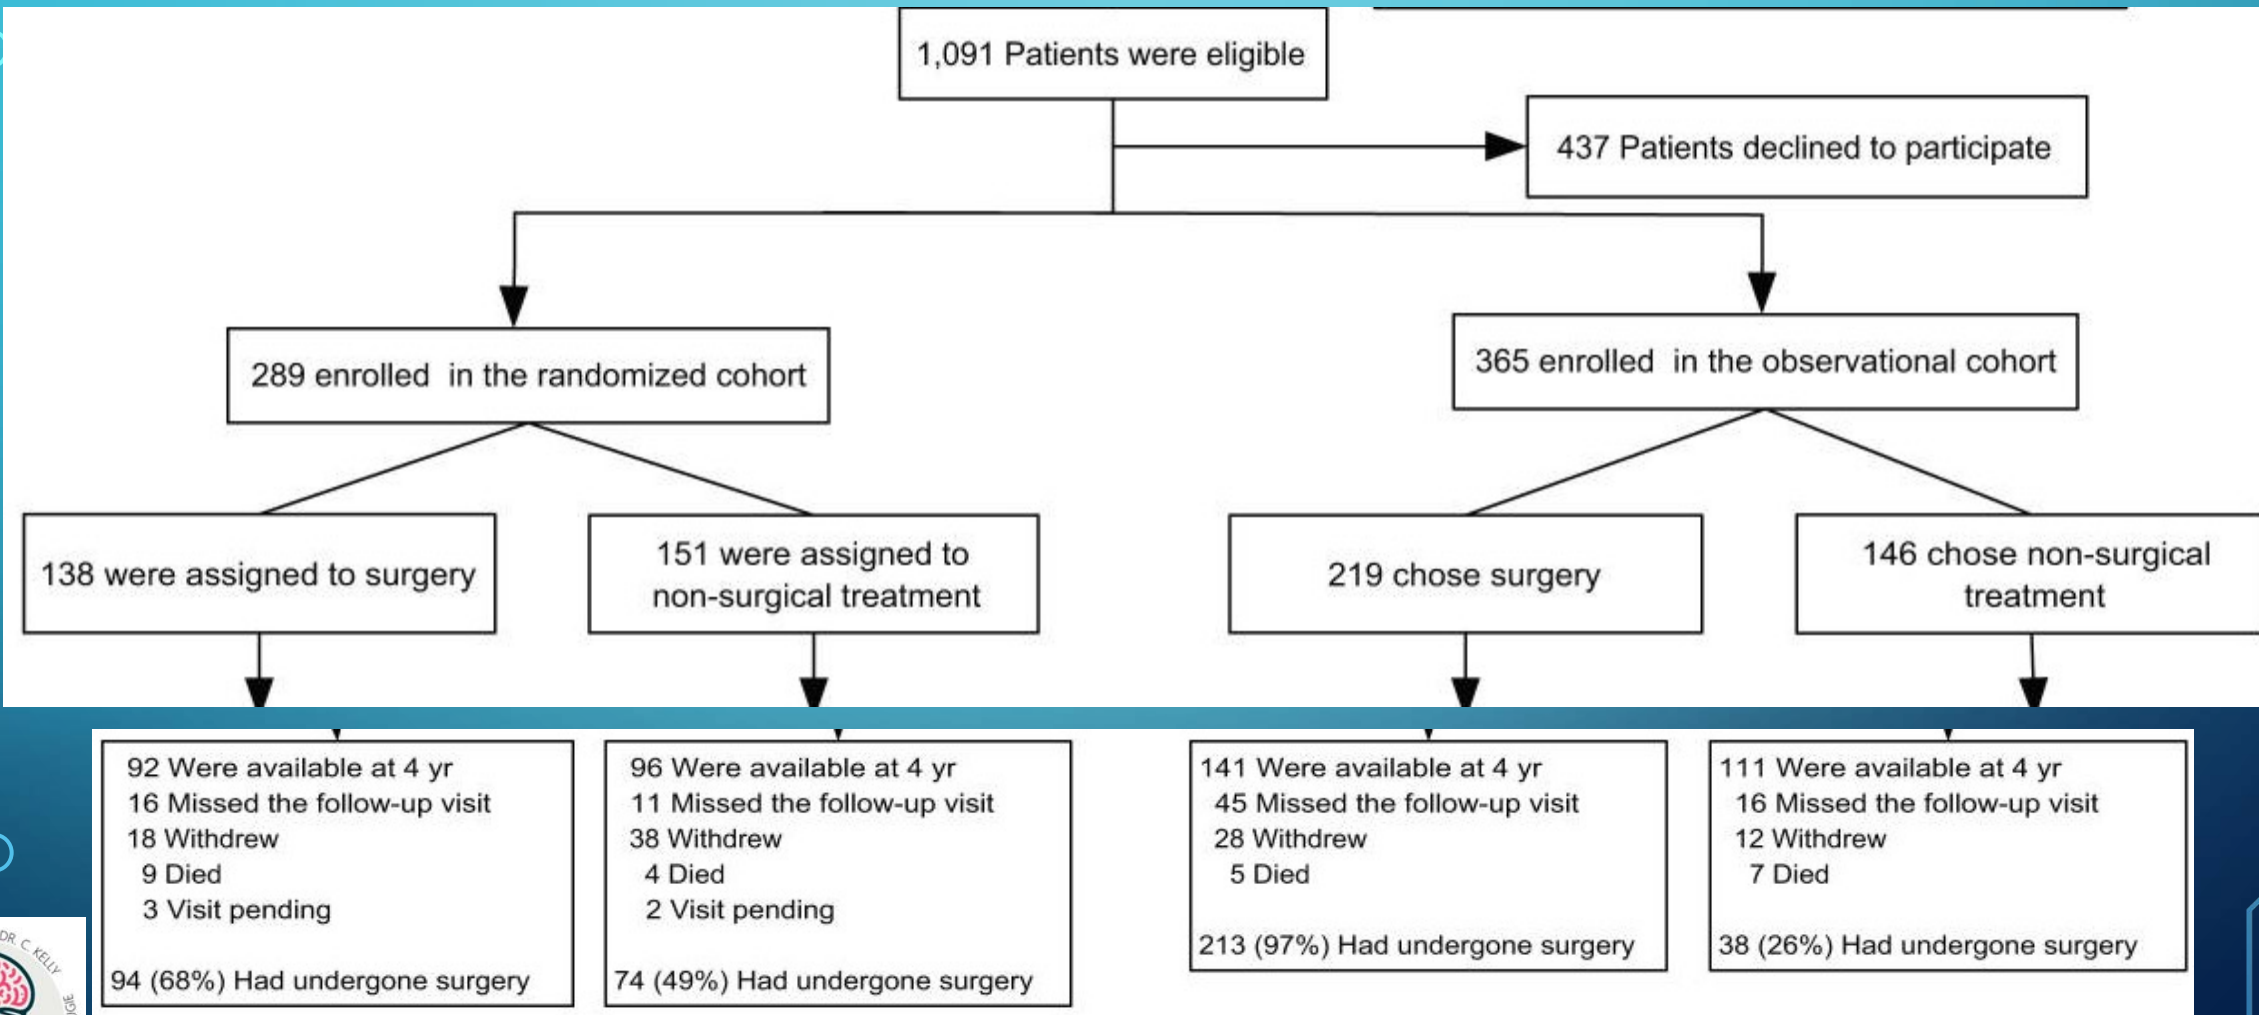 1,091 Patients were eligible
437 Patients declined to participate
289 enrolled in the randomized cohort
365 enrolled in the observational cohort
138 were assigned to surgery
151 were assigned to
non-surgical treatment
219 chose surgery
146 chose non-surgical
treatment
92 Were available at 4 yr
16 Missed the follow-up visit
18 Withdrew
9 Died
3 Visit pending
94 (68%) Had undergone surgery
96 Were available at 4 yr
11 Missed the follow-up visit
38 Withdrew
4 Died
2 Visit pending
74 (49%) Had undergone surgery
141 Were available at 4 yr
45 Missed the follow-up visit
28 Withdrew
5 Died
213 (97%) Had undergone surgery
111 Were available at 4 yr
16 Missed the follow-up visit
12 Withdrew
7 Died
38 (26%) Had undergone surgery
DR. C. KELLY